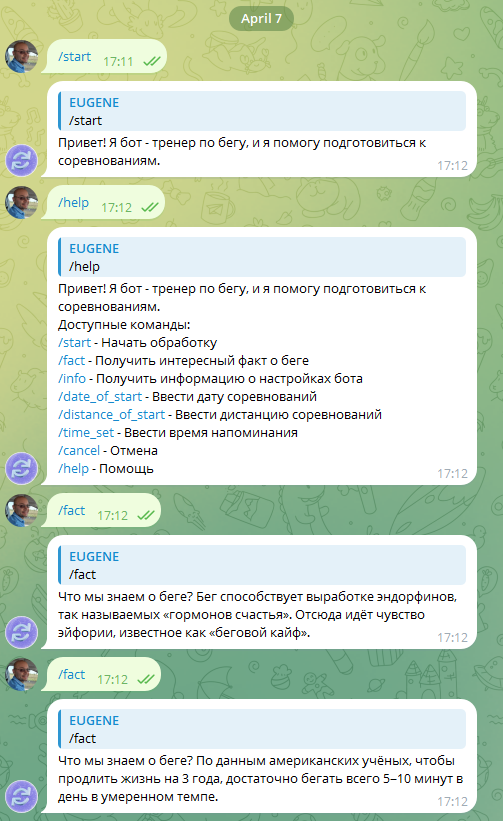 April 7
/start
17:11
EUGENE
/start
Привет! Я бот - тренер по бегу, и я помогу подготовиться к
соревнованиям.
17:12
/help
17:12
EUGENE
/help
Привет! Я бот - тренер по бегу, и я помогу подготовиться к
соревнованиям.
Доступные команды:
/start - Начать обработку
/fact - Получить интересный факт о беге
/info - Получить информацию о настройках бота
/date_of_start - Ввести дату соревнований
/distance_of_start - Ввести дистанцию соревнований
/time_set - Ввести время напоминания
/cancel - Отмена
/help - Помощь
17:12
/fact
17:12
EUGENE
/fact
Что мы знаем о беге? Бег способствует выработке эндорфинов,
так называемых «гормонов счастья». Отсюда идёт чувство
эйфории, известное как «беговой кайф».
17:12
/fact
17:12
EUGENE
/fact
Что мы знаем о беге? По данным американских учёных, чтобы
продлить жизнь на 3 года, достаточно бегать всего 5–10 минут в
день в умеренном темпе.
17:12